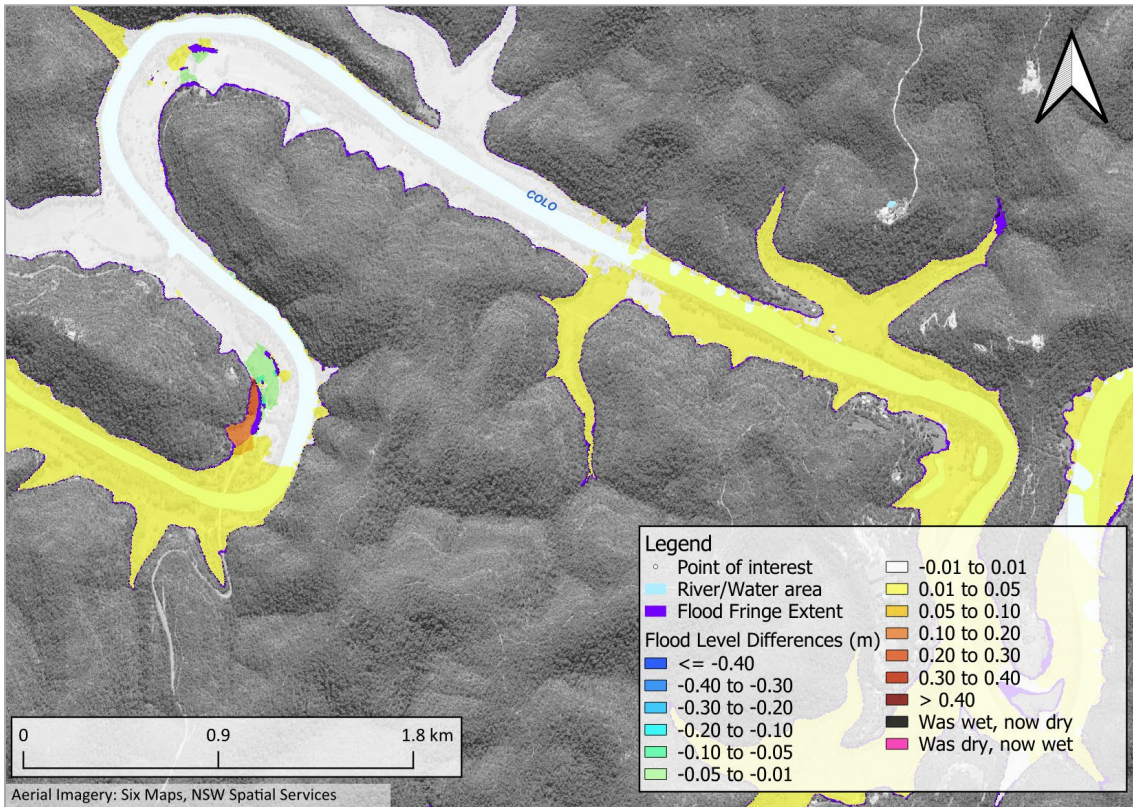 COLO
Legend
Point of interest
River/Water area
Flood Fringe Extent
Flood Level Differences (m)
<= -0.40
-0.40 to -0.30
-0.30 to -0.20
-0.20 to -0.10
-0.10 to -0.05
-0.05 to -0.01
-0.01 to 0.01
0.01 to 0.05
0.05 to 0.10
0.10 to 0.20
0.20 to 0.30
0.30 to 0.40
> 0.40
Was wet, now dry
Was dry, now wet
0 0.9 1.8 km
Aerial Imagery: Six Maps, NSW Spatial Services